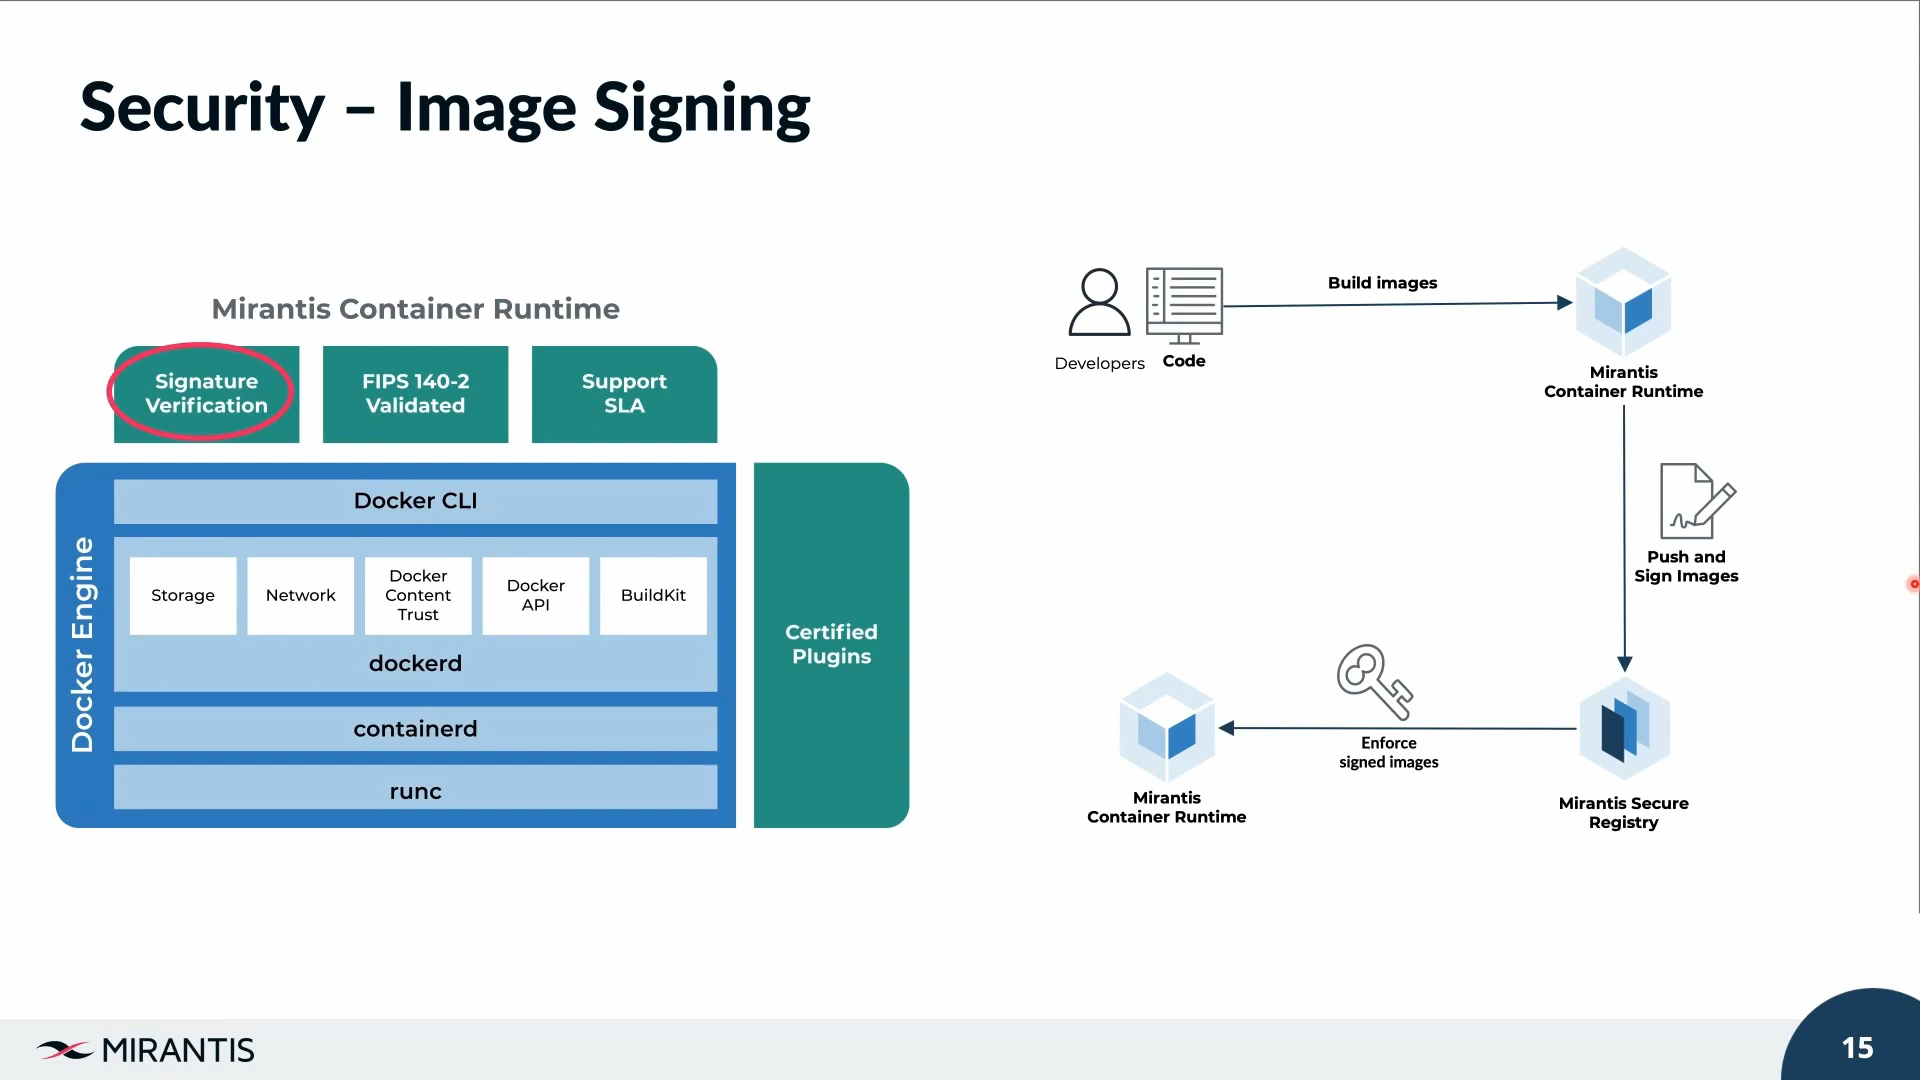 Security – Image Signing
Mirantis Container Runtime
Signature
Verification
FIPS 140-2
Validated
Support
SLA
Docker Engine
Docker CLI
Storage
Network
Docker
Content
Trust
Docker
API
BuildKit
dockerd
containerd
runc
Certified
Plugins
Developers
Code
Build images
Mirantis
Container Runtime
Push and
Sign Images
Mirantis Secure
Registry
Enforce
signed images
Mirantis
Container Runtime
MIRANTIS
15